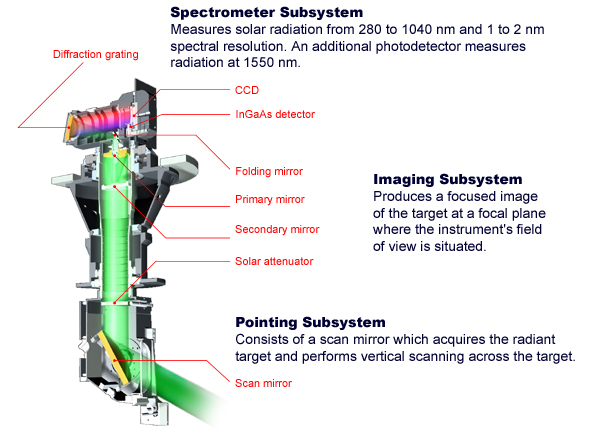 Spectrometer Subsystem
Measures solar radiation from 280 to 1040 nm and 1 to 2 nm
spectral resolution. An additional photodetector measures
radiation at 1550 nm.
Diffraction grating
CCD
InGaAs detector
Folding mirror
Primary mirror
Secondary mirror
Solar attenuator
Imaging Subsystem
Produces a focused image
of the target at a focal plane
where the instrument's field
of view is situated.
Pointing Subsystem
Consists of a scan mirror which acquires the radiant
target and performs vertical scanning across the target.
Scan mirror